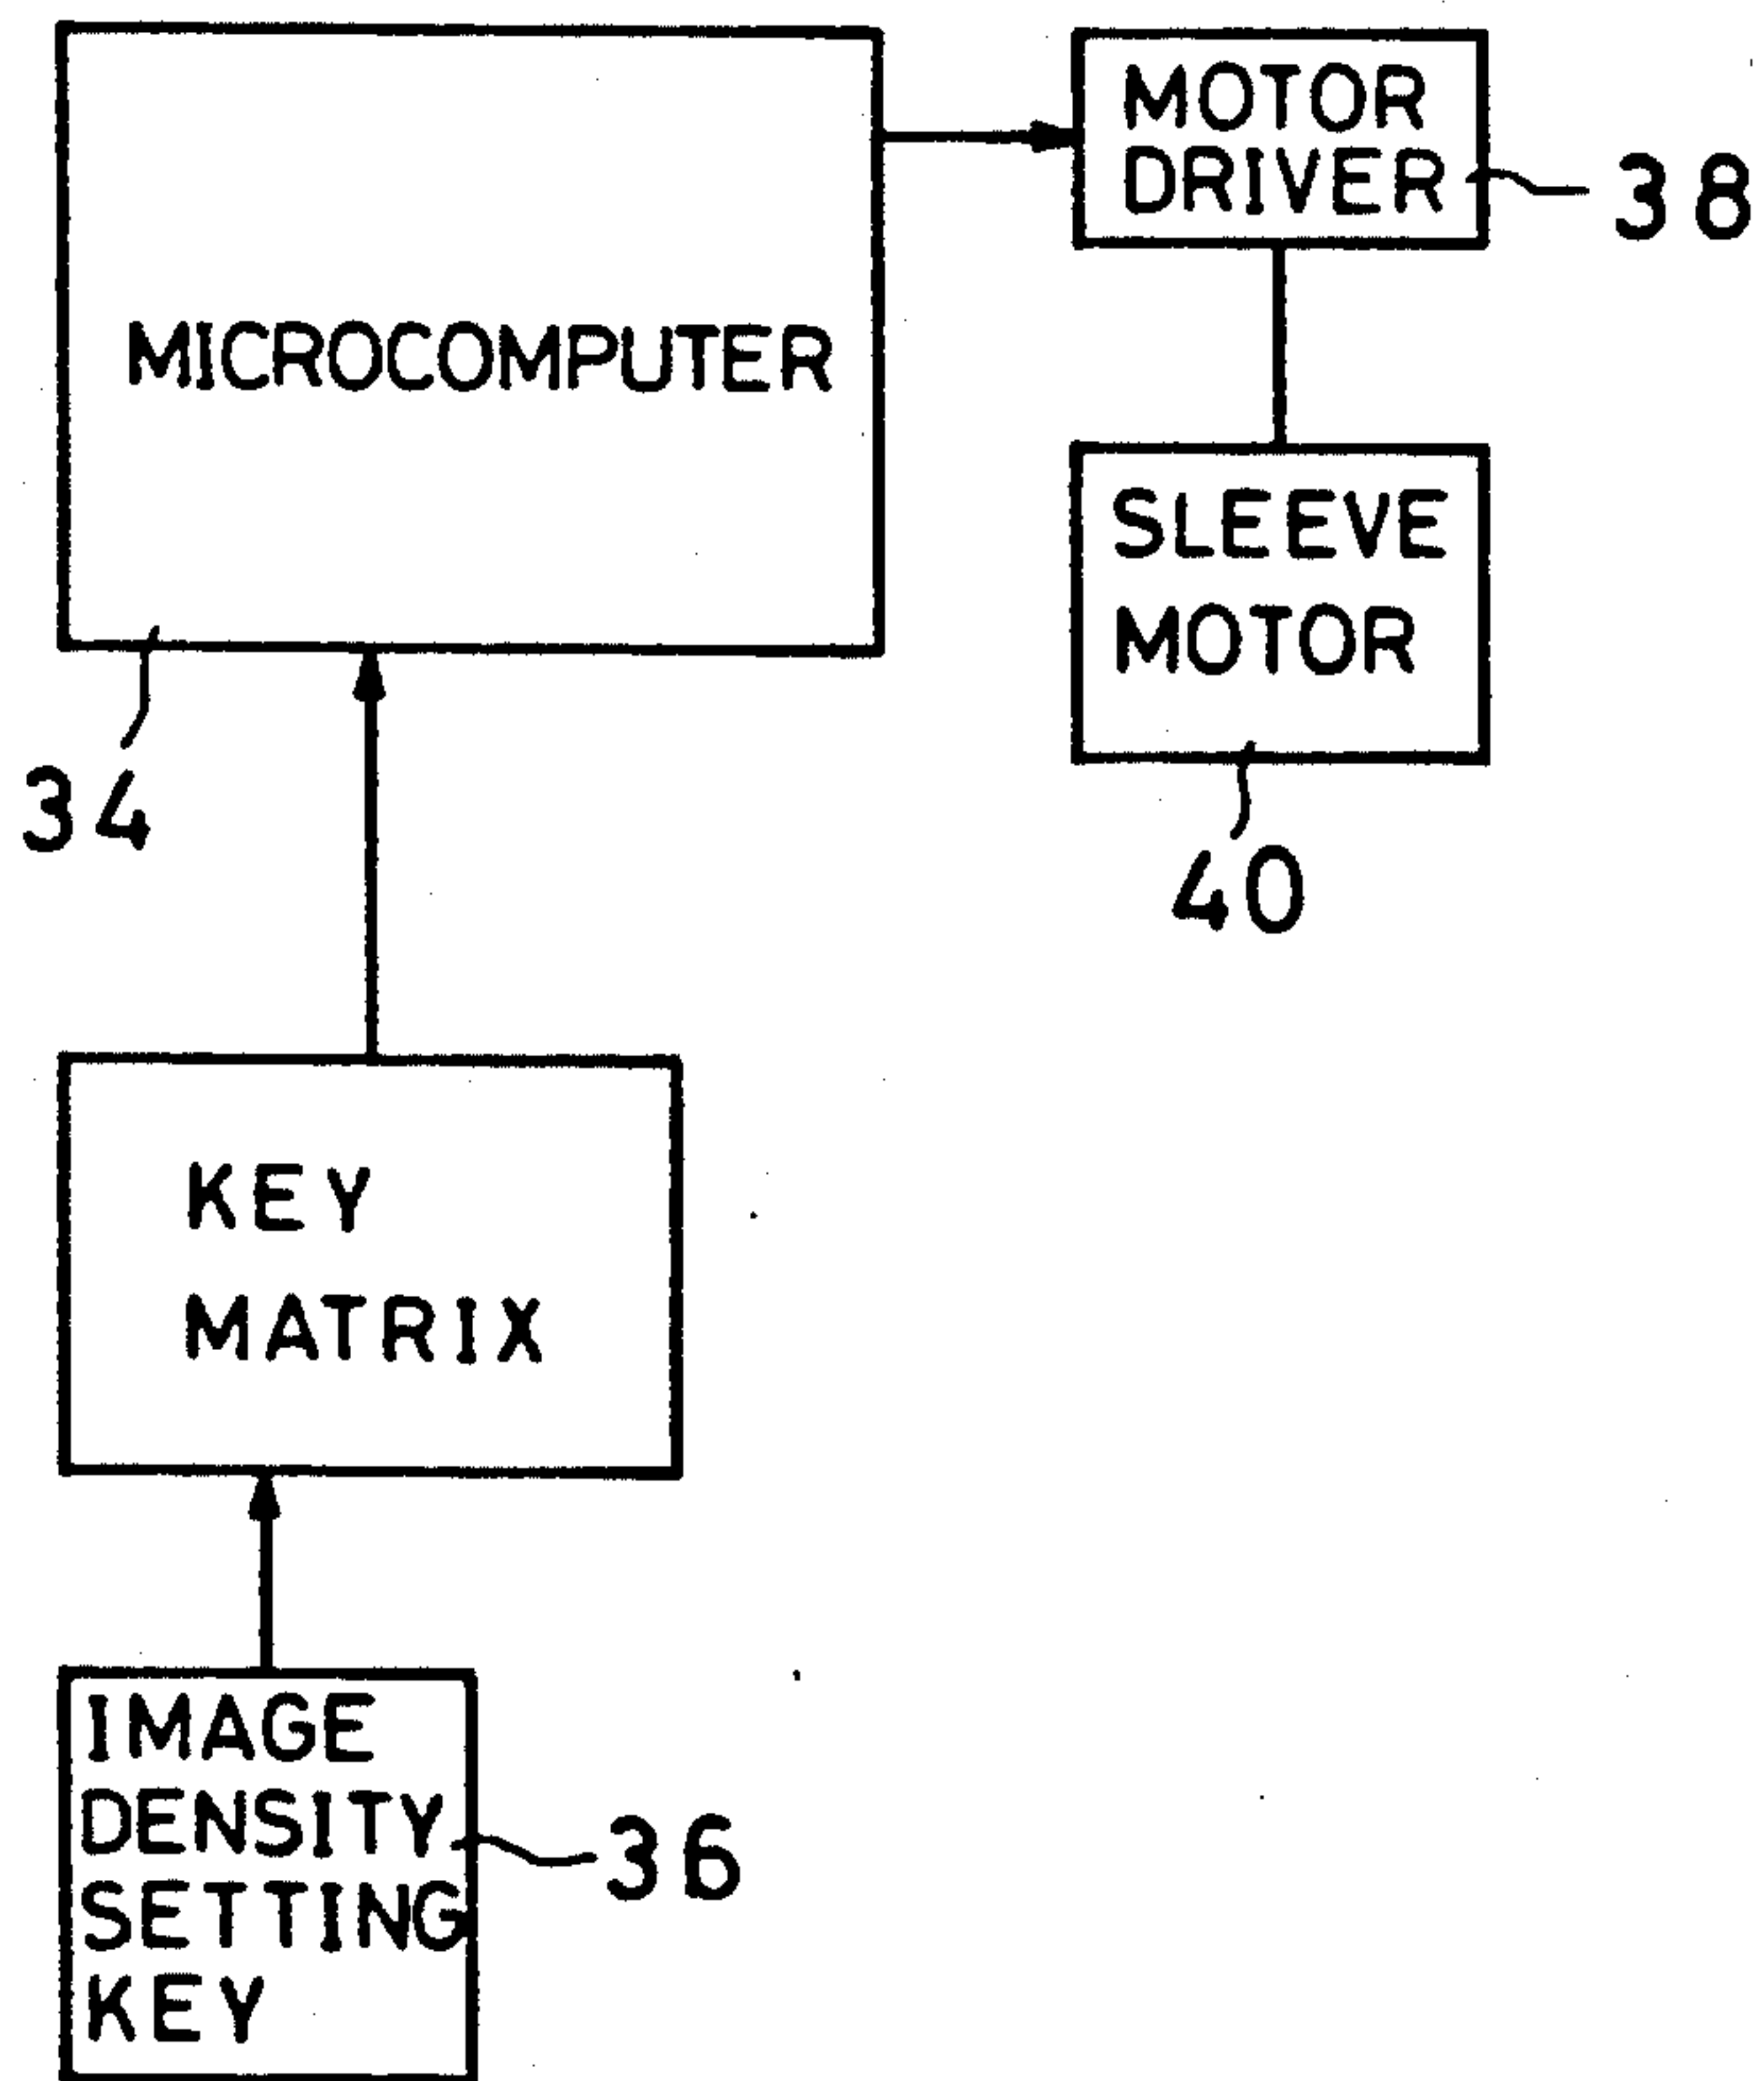 MOTOR
DRIVER
38
MICROCOMPUTER
SLEEVE
MOTOR
34
40
KEY
MATRIX
IMAGE
DENSITY
SETTING
KEY
36